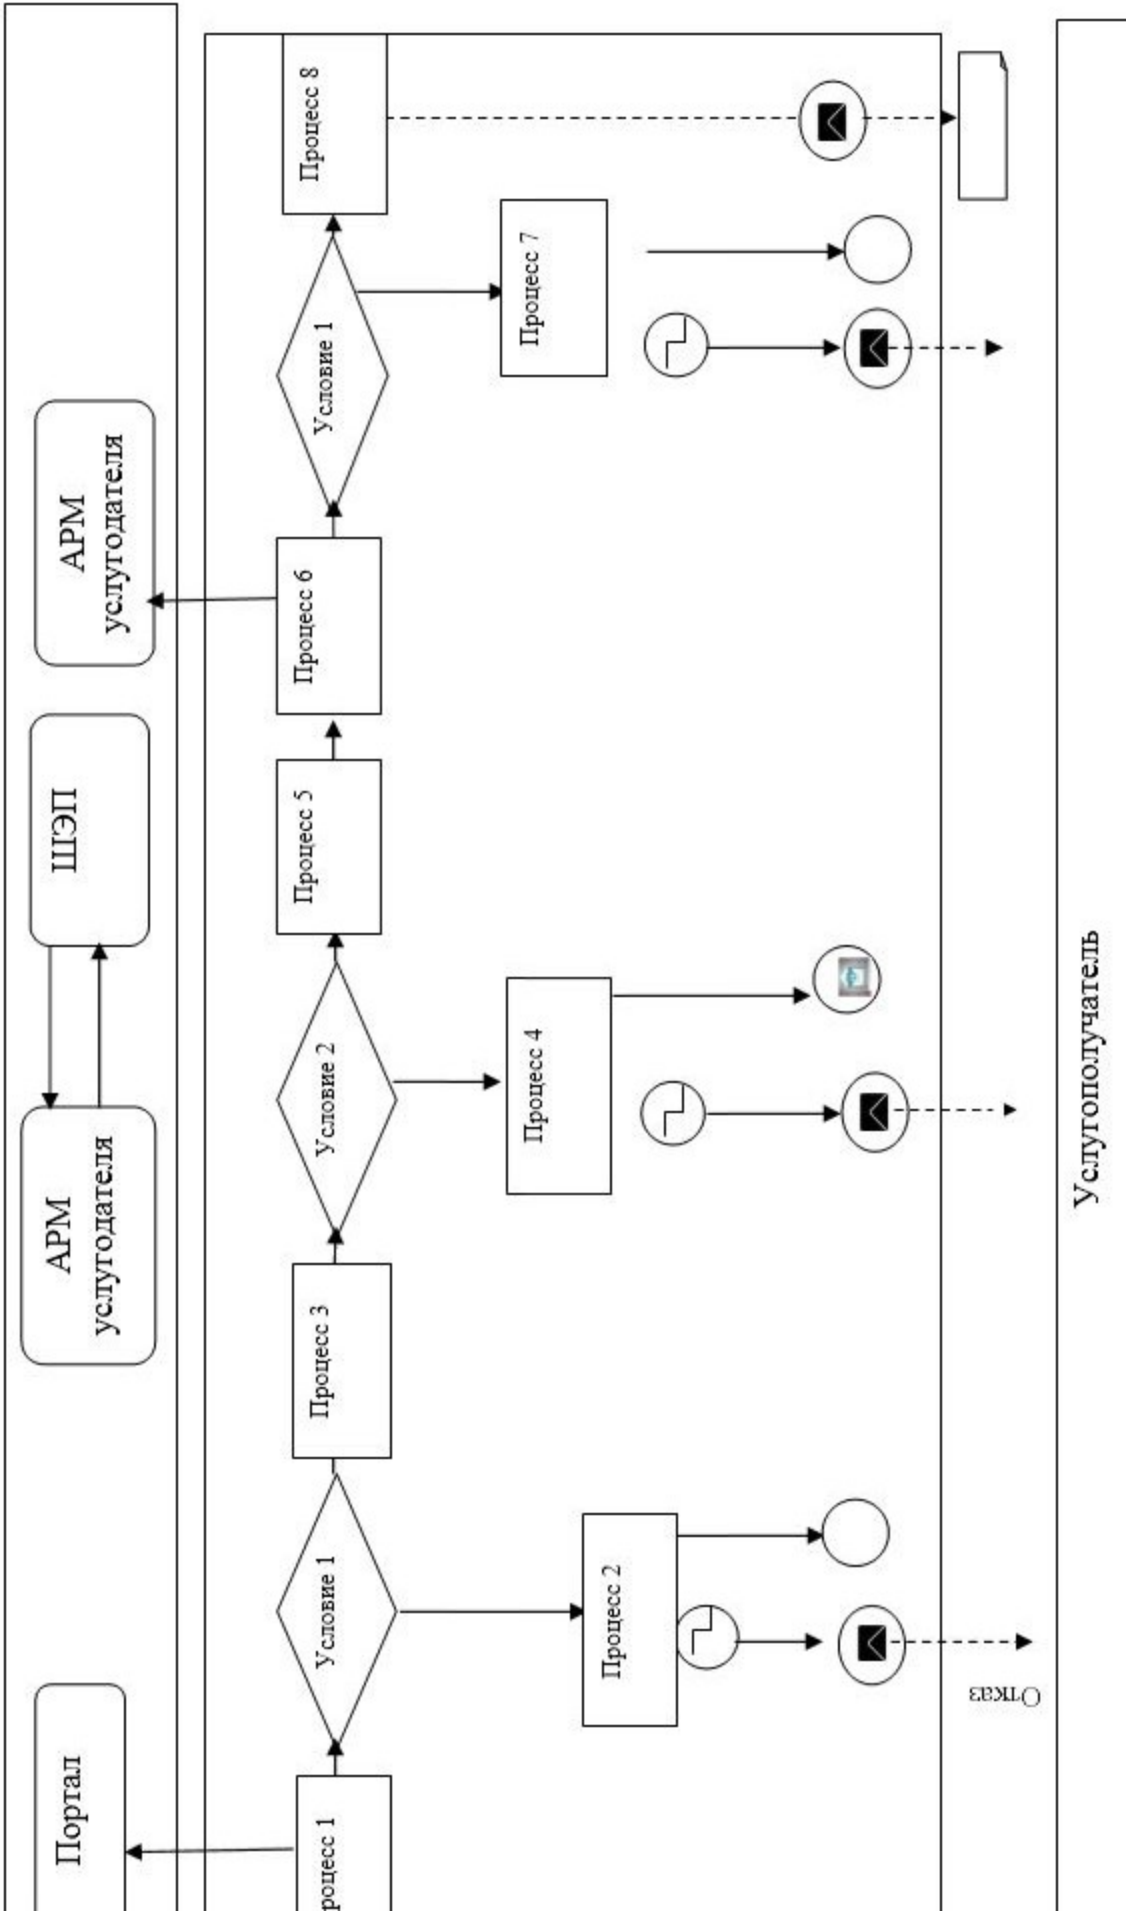 Портал
АРМ
услугодателя
ШЭП
АРМ
услугодателя
роцесс 1
Условие 1
Процесс 3
Условие 2
Процесс 5
Процесс 6
Условие 1
Процесс 8
Процесс 2
Процесс 4
Процесс 7
Отказ
Услугополучатель